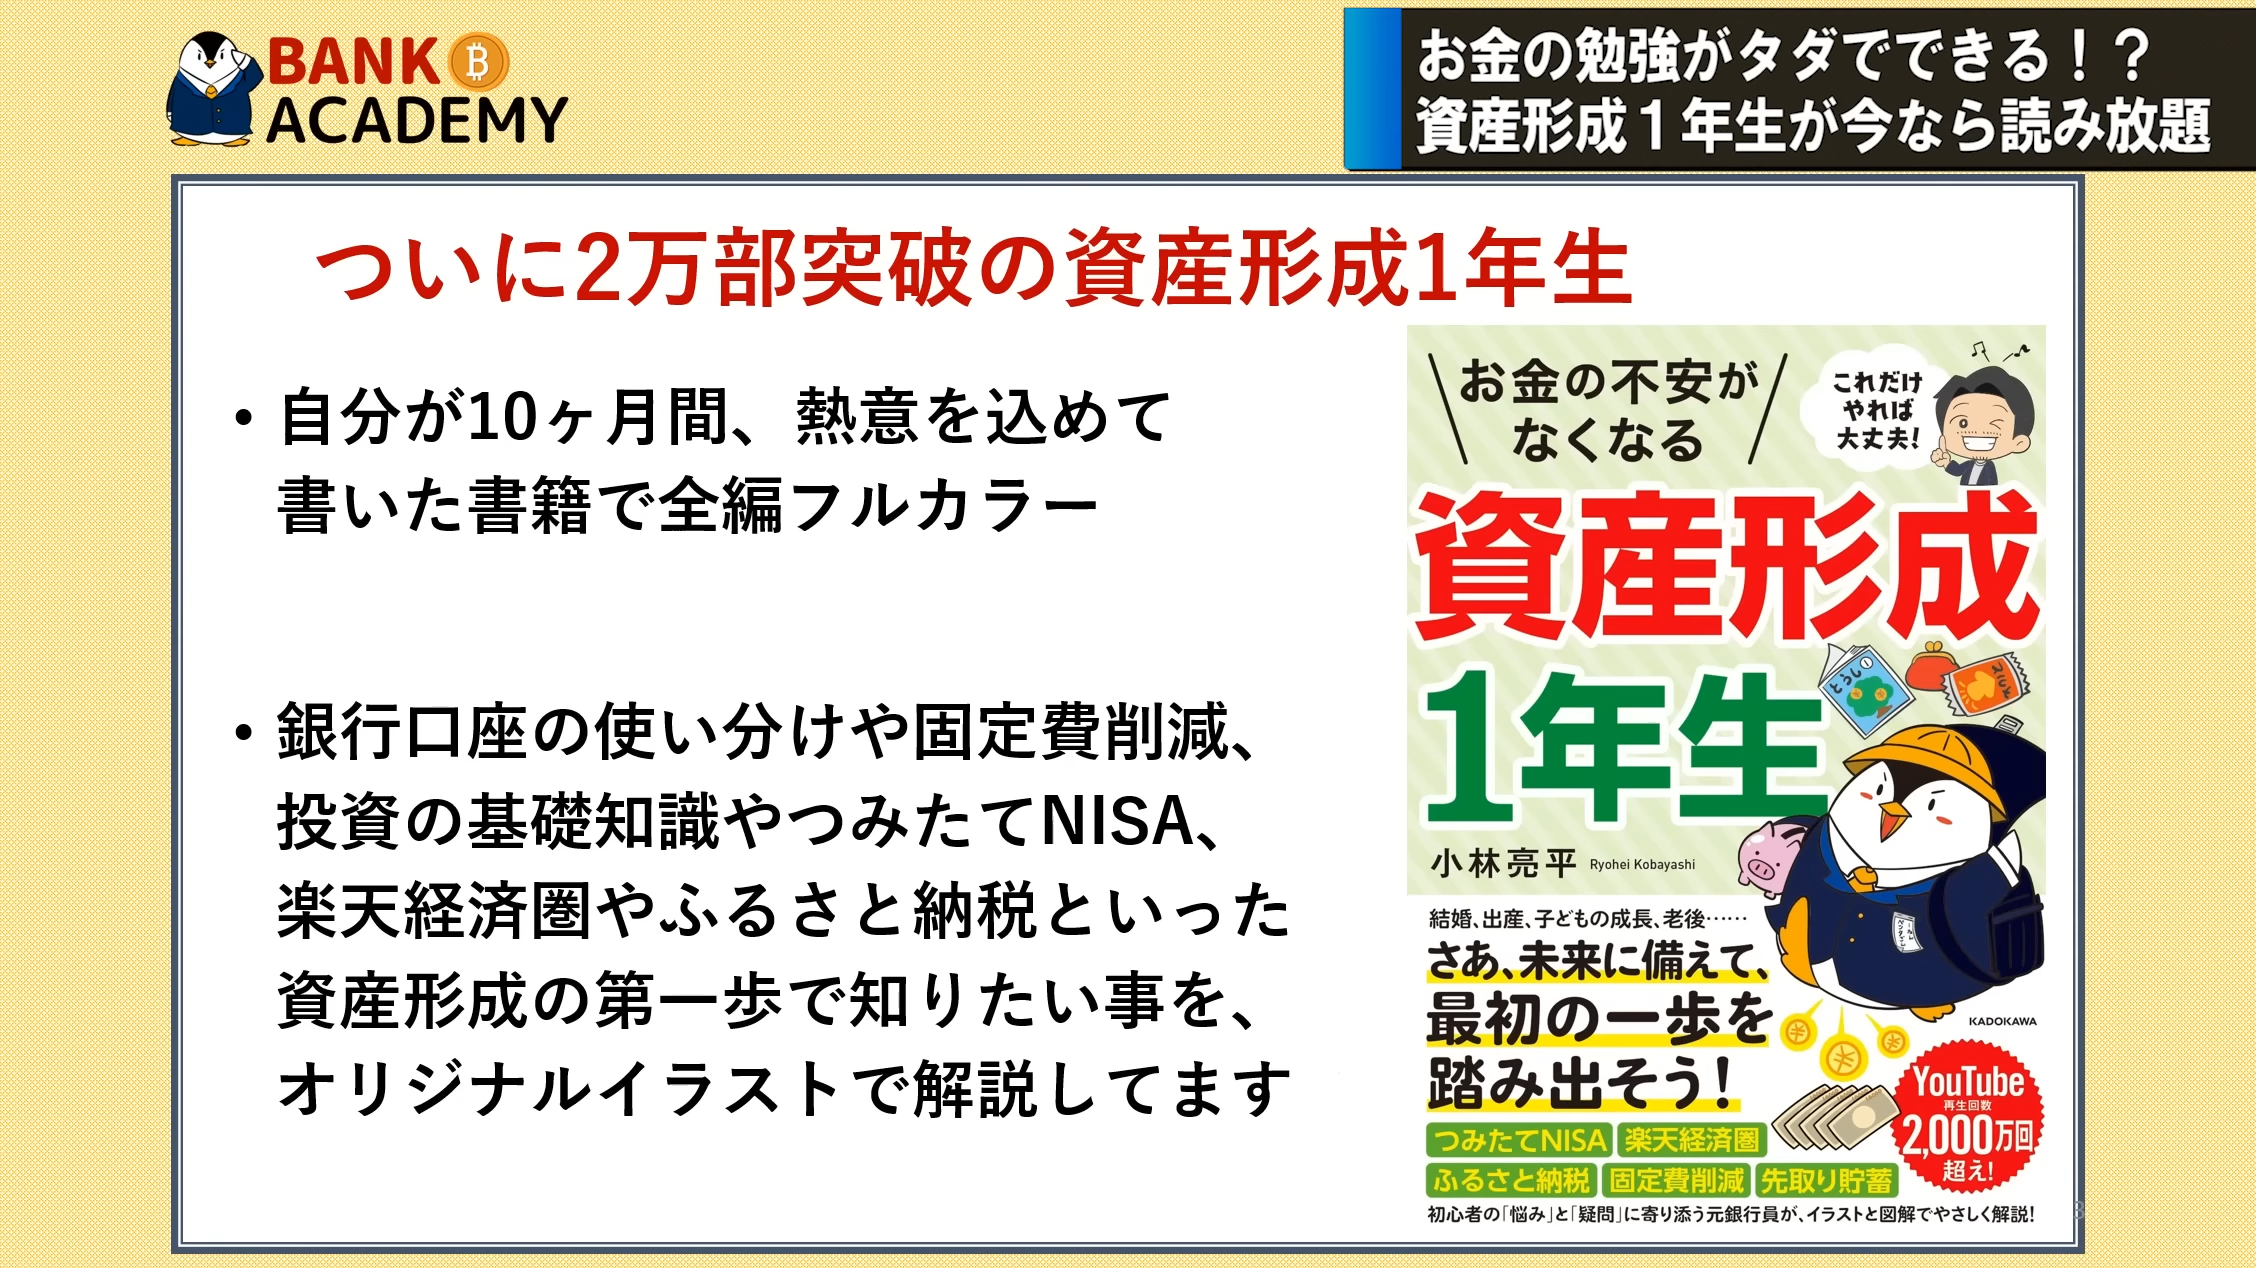 BANK
ACADEMY
お金の勉強がタダでできる！？
資産形成１年生が今なら読み放題
ついに2万部突破の資産形成1年生
• 自分が10ヶ月間、熱意を込めて
書いた書籍で全編フルカラー
• 銀行口座の使い分けや固定費削減、
投資の基礎知識やつみたてNISA、
楽天経済圏やふるさと納税といった
資産形成の第一歩で知りたい事を、
オリジナルイラストで解説してます
お金の不安が
なくなる
これだけ
やれば
大丈夫!
資産形成
1年生
とうし
小林亮平 Ryohei Kobayashi
結婚、出産、子どもの成長、老後……
さあ、未来に備えて、
最初の一歩を
踏み出そう!
KADOKAWA
YouTube
再生回数
2,000万回
超え!
つみたてNISA 楽天経済圏
ふるさと納税 固定費削減 先取り貯蓄
初心者の「悩み」と「疑問」に寄り添う元銀行員が、イラストと図解でやさしく解説!
3